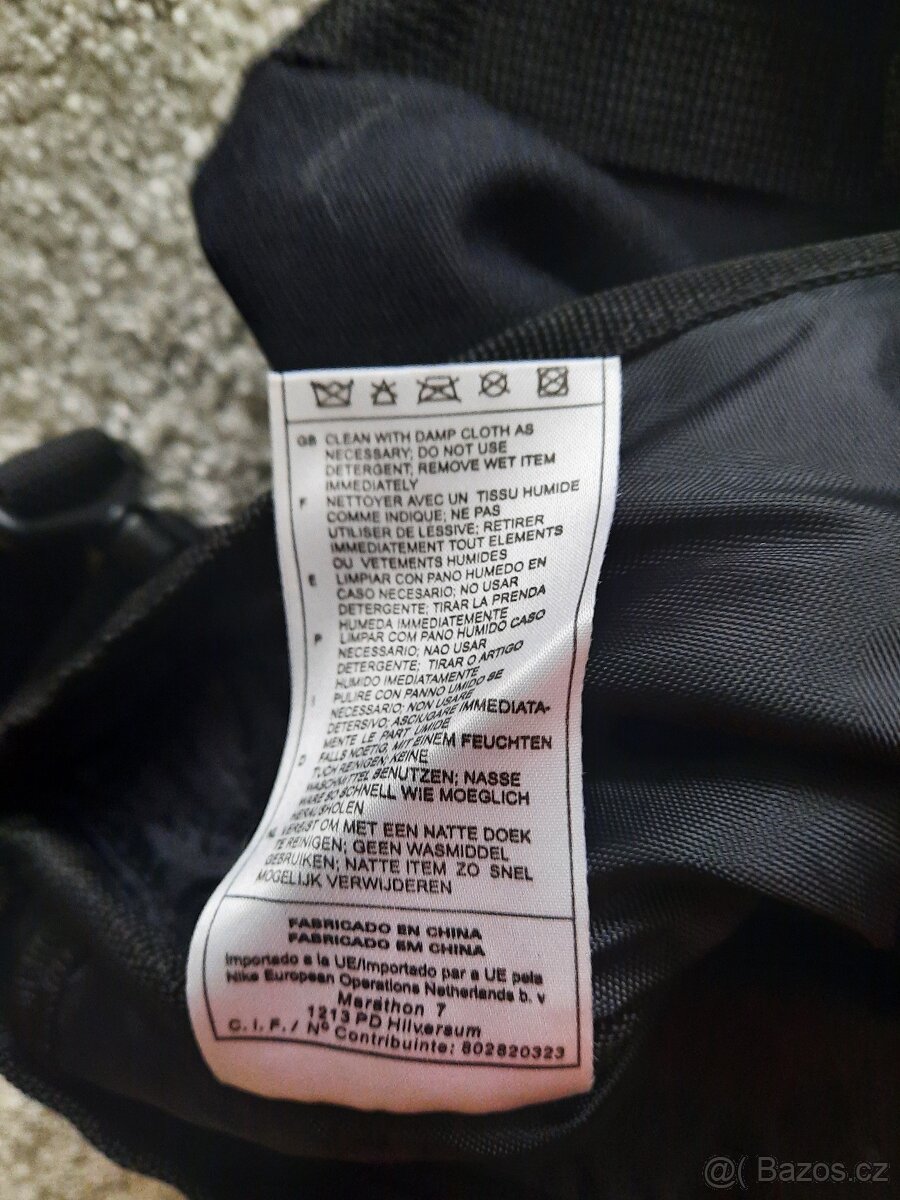 GB CLEAN WITH DAMP CLOTH AS
NECESSARY; DO NOT USE
DETERGENT; REMOVE WET ITEM
IMMEDIATELY
F NETTOYER AVEC UN TISSU HUMIDE
COMME INDIQUE; NE PAS
UTILISER DE LESSIVE; RETIRER
IMMEDIATEMENT TOUT ELEMENTS
OU VETEMENTS HUMIDES
E LIMPIAR CON PANO HUMEDO EN
CASO NECESARIO; NO USAR
DETERGENTE; TIRAR LA PRENDA
HUMEDA IMMEDIATAMENTE
P LIMPAR COM PANO HUMIDO CASO
NECESSARIO; NAO USAR
DETERGENTE; TIRAR O ARTIGO
HUMIDO IMEDIATAMENTE
I PULIRE CON PANNO UMIDO SE
NECESSARIO; NON USARE
DETERSIVO; ASCIUGARE IMMEDIATA-
MENTE LE PART UMIDE
D FALLS NOETIG, MIT EINEM FEUCHTEN
TUCH REINIGEN; KEINE
WASCHMITTEL BENUTZEN; NASSE
WARE SO SCHNELL WIE MOEGLICH
HERAUSHOLEN
NL VEREIST OM MET EEN NATTE DOEK
TE REINIGEN; GEEN WASMIDDEL
GEBRUIKEN; NATTE ITEM ZO SNEL
MOGELIJK VERWIJDEREN
FABRICADO EN CHINA
FABRICADO EM CHINA
Importado a la UE/Importado par a UE pela
Nike European Operations Netherlands b. v
Marathon 7
1213 PD Hilversum
C. I. F. / Nº Contribuinte: 802820323
@( Bazos.cz